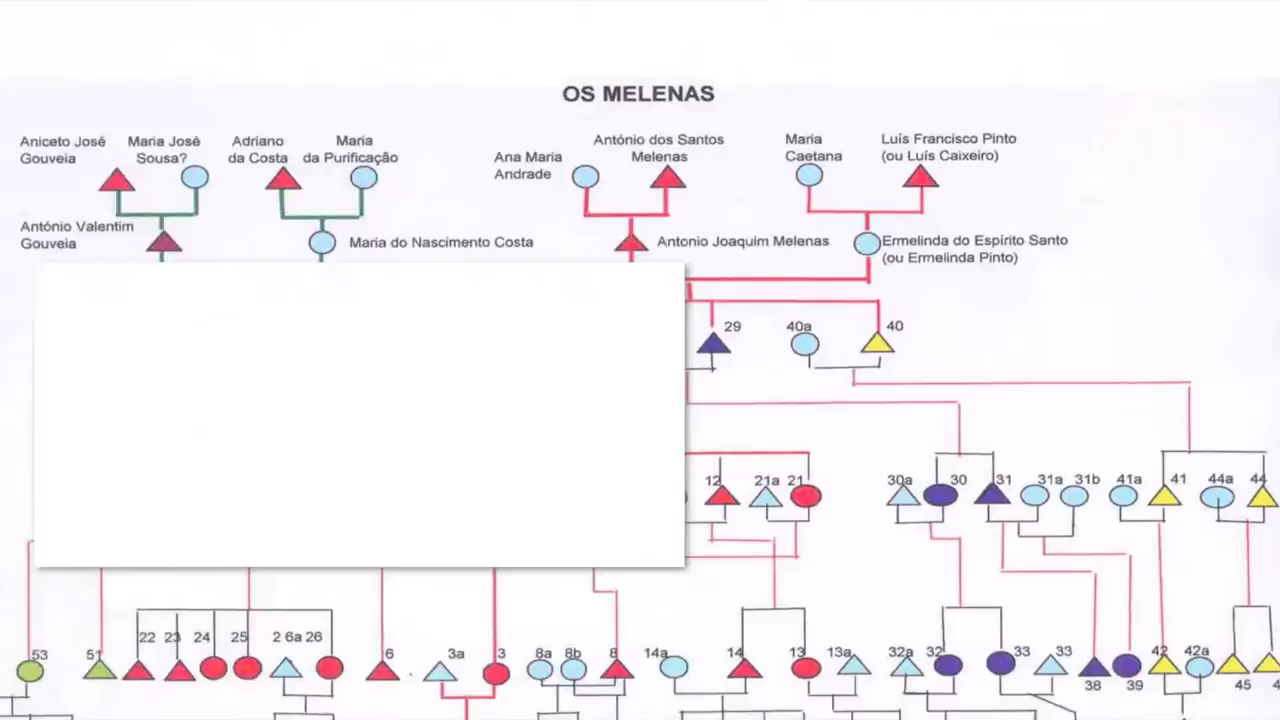 OS MELENAS
Aniceto José
Gouveia
Maria José
Sousa?
Adriano
da Costa
Maria
da Purificação
Ana Maria
Andrade
António dos Santos
Melenas
Maria
Caetana
Luís Francisco Pinto
(ou Luís Caixeiro)
António Valentim
Gouveia
Maria do Nascimento Costa
Antonio Joaquim Melenas
Ermelinda do Espírito Santo
(ou Ermelinda Pinto)
29 40a 40
12 21a 21 30a 30 31 31a 31b 41a 41 44a 44
53 51 22 23 24 25 2 6a 26 6 3a 3 8a 8b 8 14a 14 13 13a 32a 32 33 33 38 39 42 42a 45